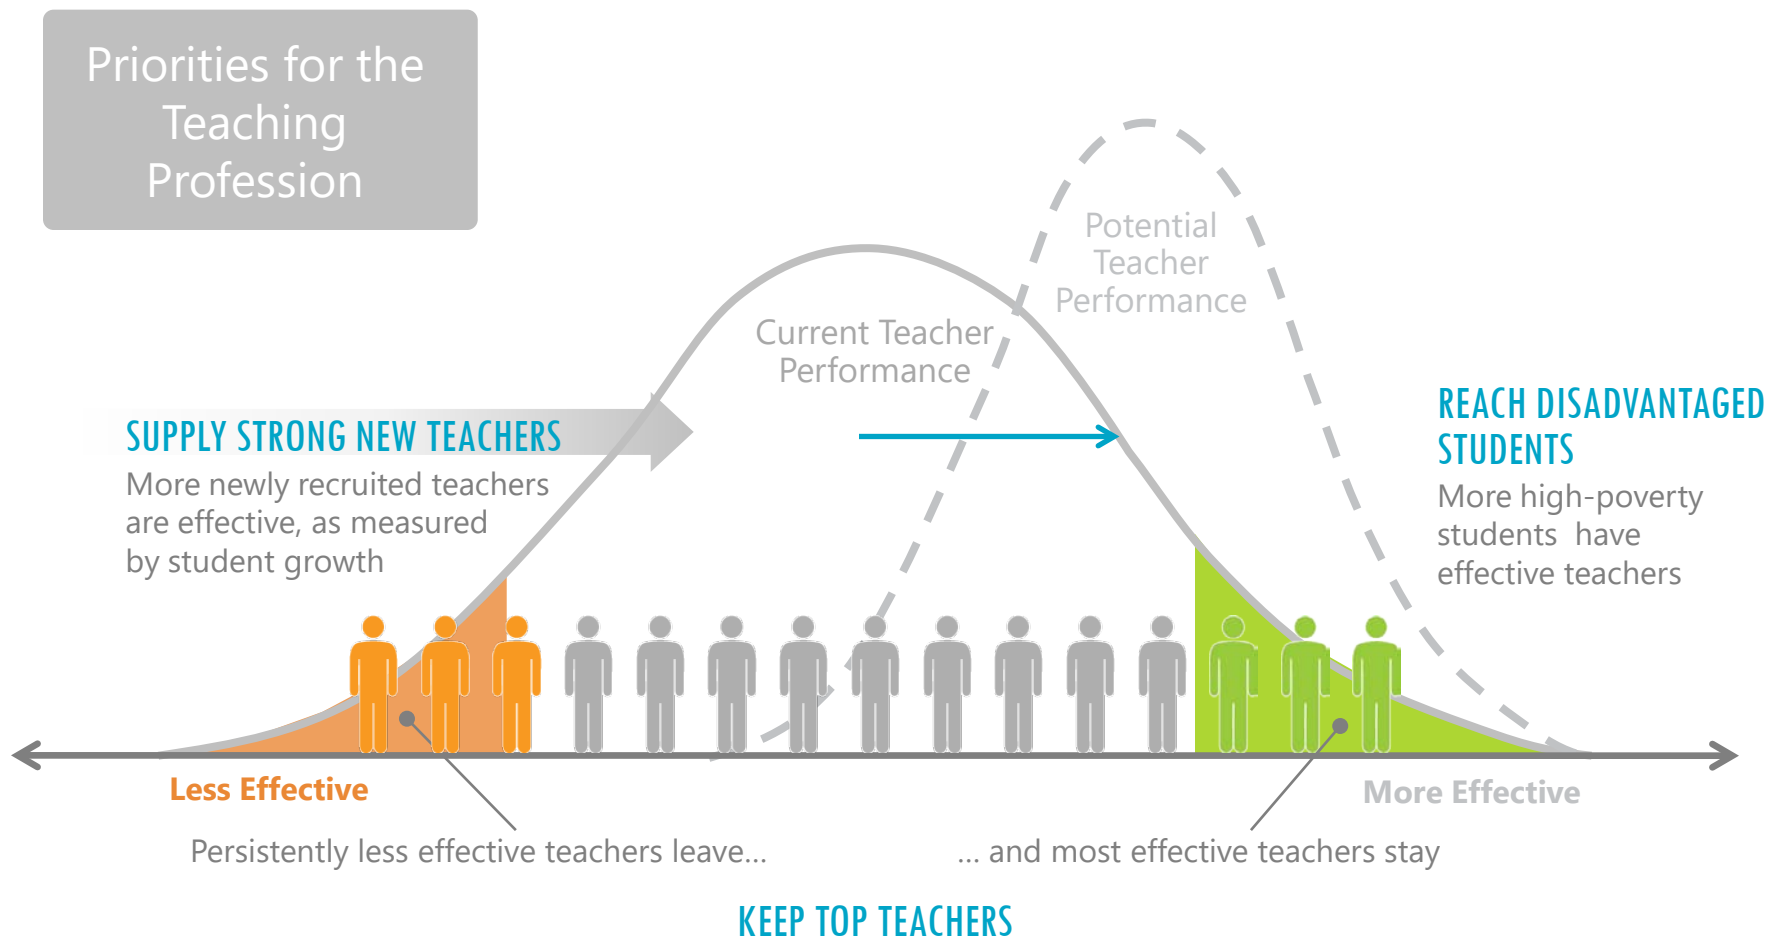 Priorities for the
Teaching
Profession
Potential
Teacher
Performance
Current Teacher
Performance
SUPPLY STRONG NEW TEACHERS
More newly recruited teachers
are effective, as measured
by student growth
REACH DISADVANTAGED
STUDENTS
More high-poverty
students  have
effective teachers
Less Effective
More Effective
Persistently less effective teachers leave...
... and most effective teachers stay
KEEP TOP TEACHERS